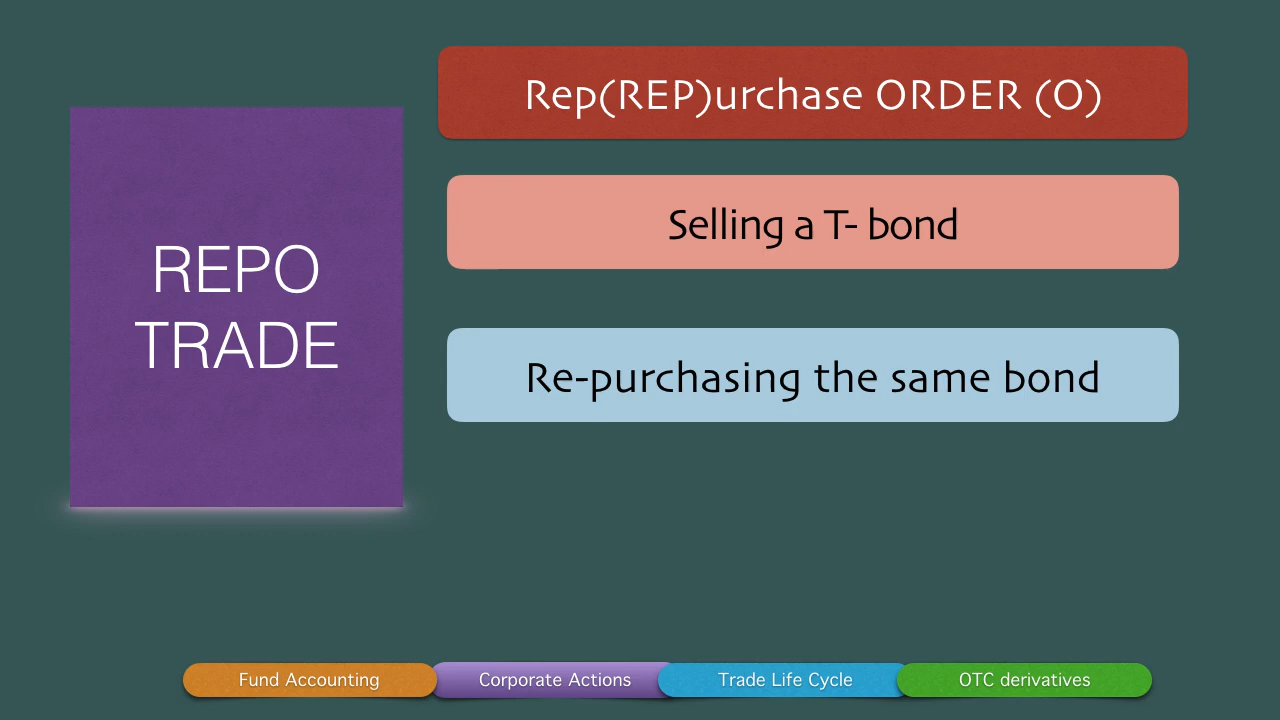 REPO
TRADE
Rep(REP)urchase ORDER (O)
Selling a T- bond
Re-purchasing the same bond
Fund Accounting
Corporate Actions
Trade Life Cycle
OTC derivatives